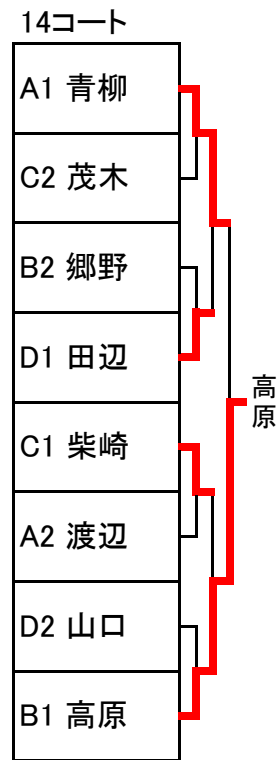 14コート
A1 青柳
C2 茂木
B2 郷野
D1 田辺
C1 柴崎
A2 渡辺
D2 山口
B1 高原
高原